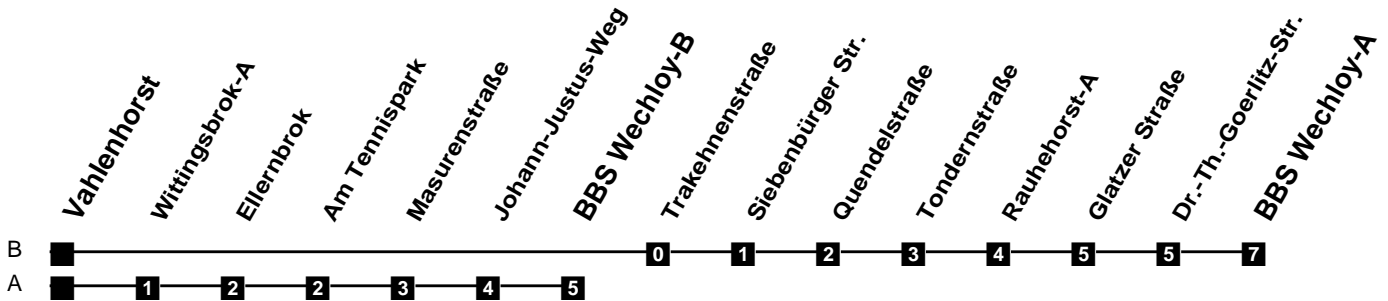 Vahlenhorst
Wittingsbrok-A
Ellernbrok
Am Tennispark
Masurenstraße
Johann-Justus-Weg
BBS Wechloy-B
Trakehnenstraße
Siebenbürger Str.
Quendelstraße
Tondernstraße
Rauhehorst-A
Glatzer Straße
Dr.-Th.-Goerlitz-Str.
BBS Wechloy-A
B 0 1 2 3 4 5 5 7
A 1 2 2 3 4 5